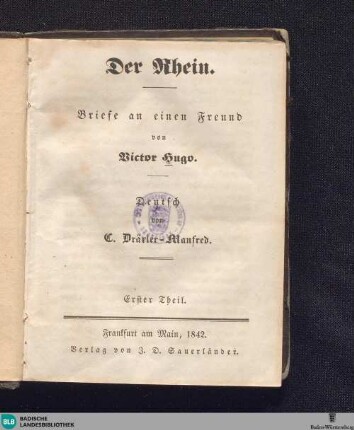 Der Rhein.
Briefe an einen Freund
von
Victor Hugo.
Deutsch
von
C. Dräxler-Manfred.
Erster Theil.
Frankfurt am Main, 1842.
Verlag von J. D. Sauerländer.
BLB
BADISCHE
LANDESBIBLIOTHEK
Baden-Württemberg